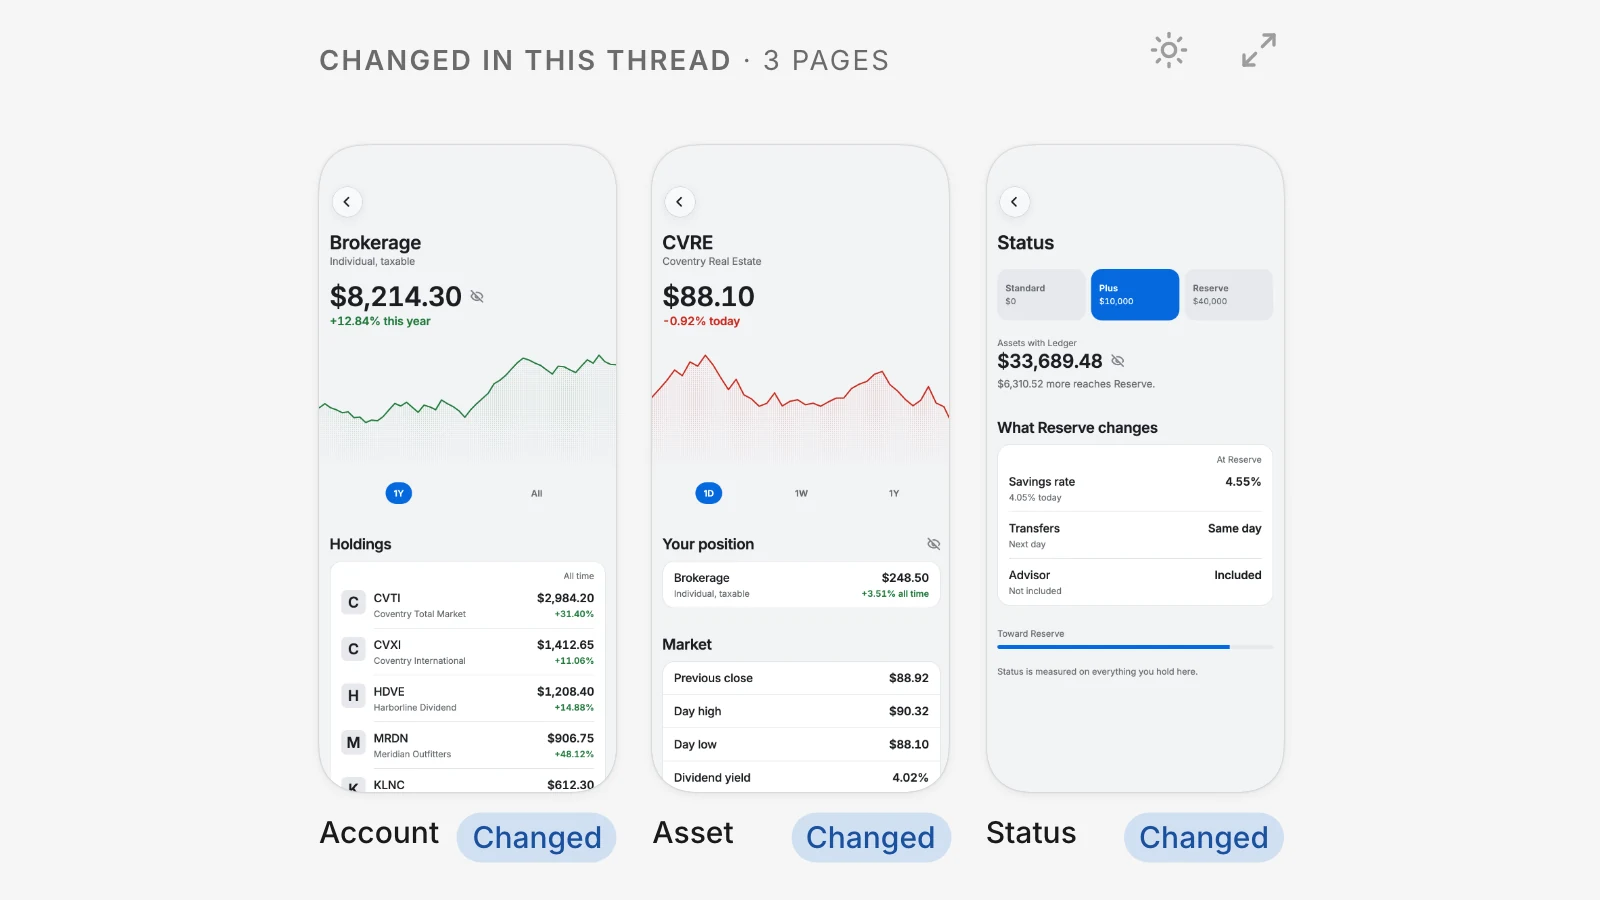 CHANGED IN THIS THREAD · 3 PAGES
Brokerage
Individual, taxable
$8,214.30
+12.84% this year
1Y
All
Holdings
All time
C
CVTI
$2,984.20
Coventry Total Market
+31.40%
C
CVXI
$1,412.65
Coventry International
+11.06%
H
HDVE
$1,208.40
Harborline Dividend
+14.88%
M
MRDN
$906.75
Meridian Outfitters
+48.12%
K
KLNC
$612.30
Account
Changed
CVRE
Coventry Real Estate
$88.10
-0.92% today
1D
1W
1Y
Your position
Brokerage
$248.50
Individual, taxable
+3.51% all time
Market
Previous close
$88.92
Day high
$90.32
Day low
$88.10
Dividend yield
4.02%
Asset
Changed
Status
Standard
$0
Plus
$10,000
Reserve
$40,000
Assets with Ledger
$33,689.48
$6,310.52 more reaches Reserve.
What Reserve changes
At Reserve
Savings rate
4.55%
4.05% today
Transfers
Same day
Next day
Advisor
Included
Not included
Toward Reserve
Status is measured on everything you hold here.
Status
Changed